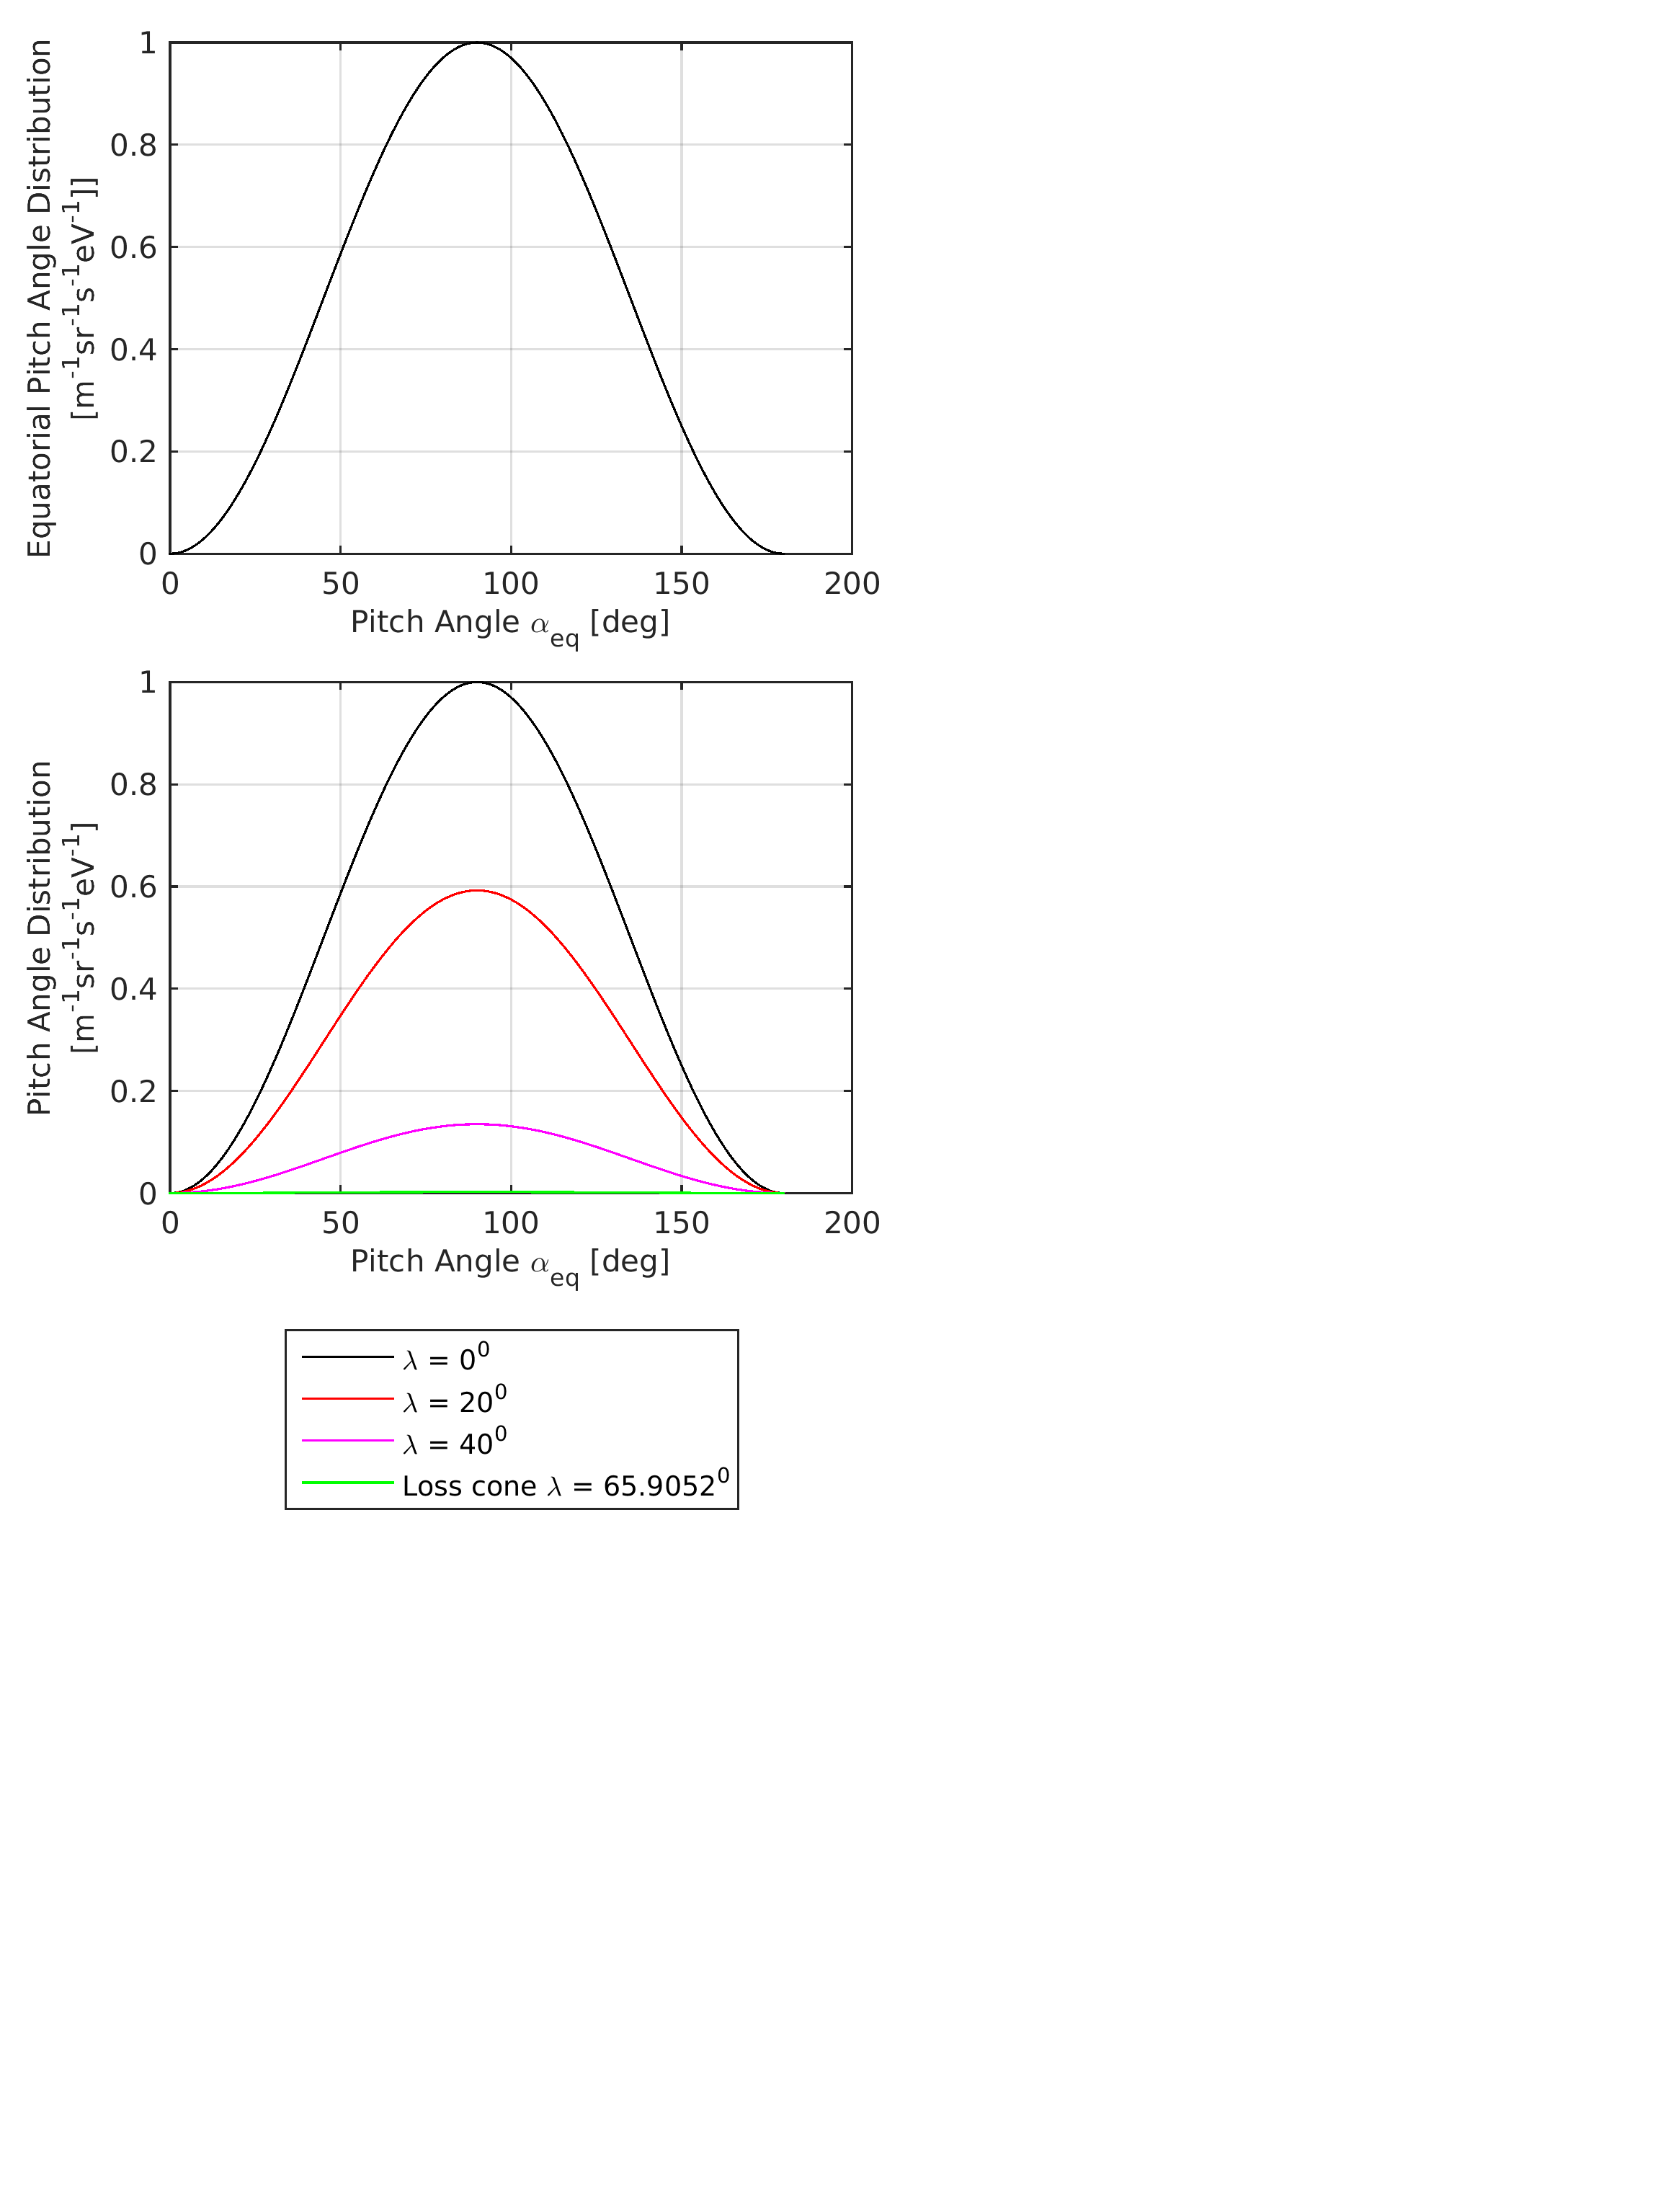 Equatorial Pitch Angle Distribution
[m⁻¹sr⁻¹s⁻¹eV⁻¹]]
1
0.8
0.6
0.4
0.2
0
0 50 100 150 200
Pitch Angle αeq [deg]
Pitch Angle Distribution
[m⁻¹sr⁻¹s⁻¹eV⁻¹]
1
0.8
0.6
0.4
0.2
0
0 50 100 150 200
Pitch Angle αeq [deg]
λ = 0⁰
λ = 20⁰
λ = 40⁰
Loss cone λ = 65.9052⁰